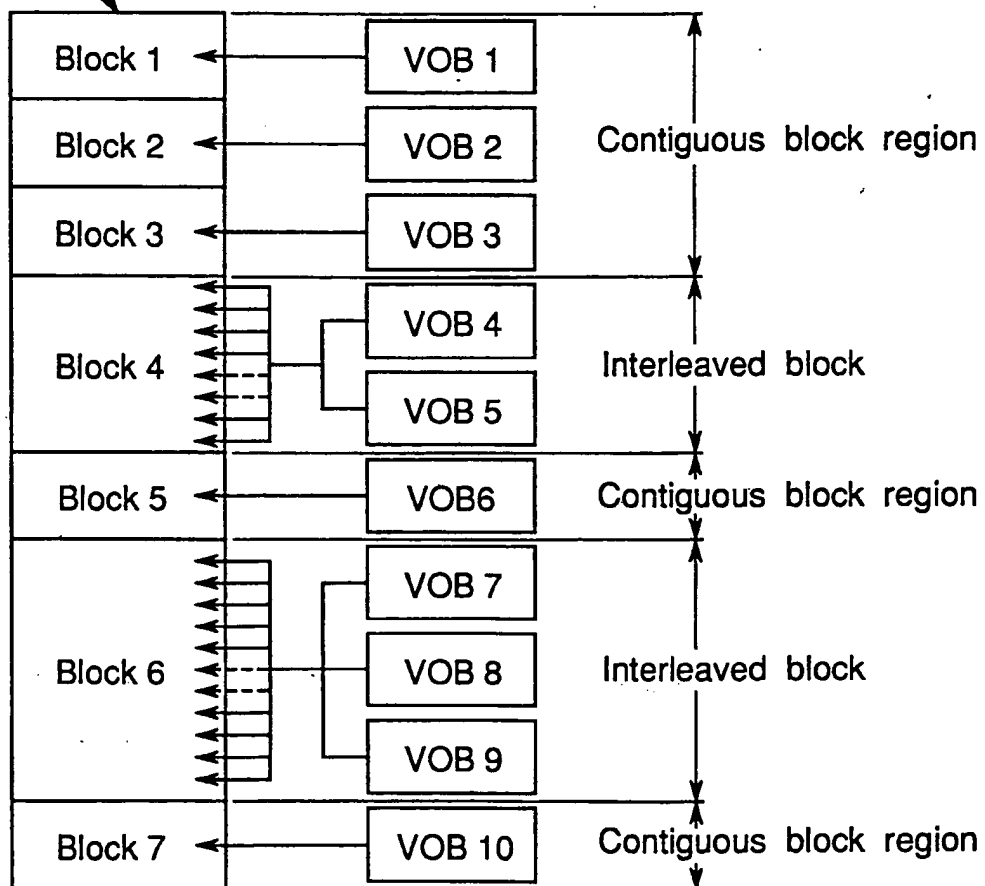 Block 1
VOB 1
Block 2
VOB 2
Contiguous block region
Block 3
VOB 3
VOB 4
Block 4
Interleaved block
VOB 5
Block 5
VOB6
Contiguous block region
VOB 7
Block 6
VOB 8
Interleaved block
VOB 9
Block 7
VOB 10
Contiguous block region